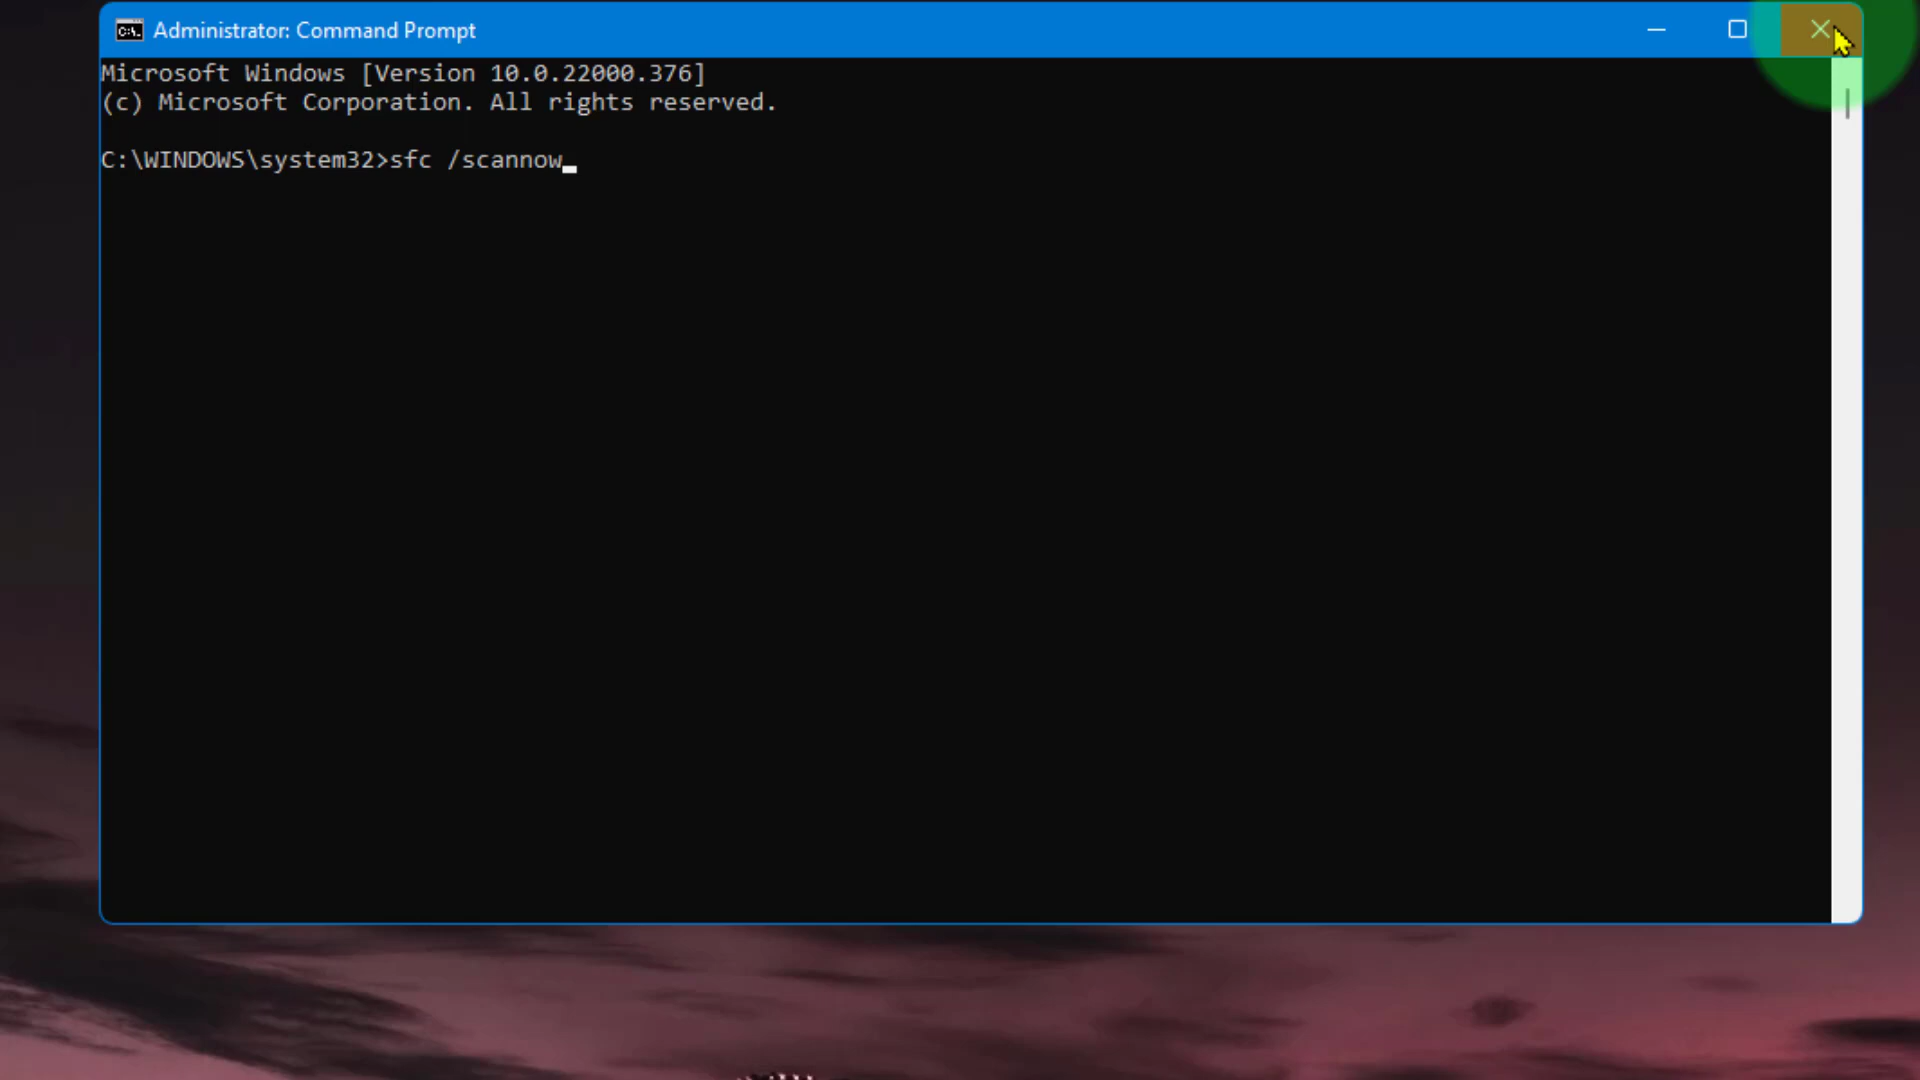 Administrator: Command Prompt
Microsoft Windows [Version 10.0.22000.376]
(c) Microsoft Corporation. All rights reserved.
C:\WINDOWS\system32>sfc /scannow